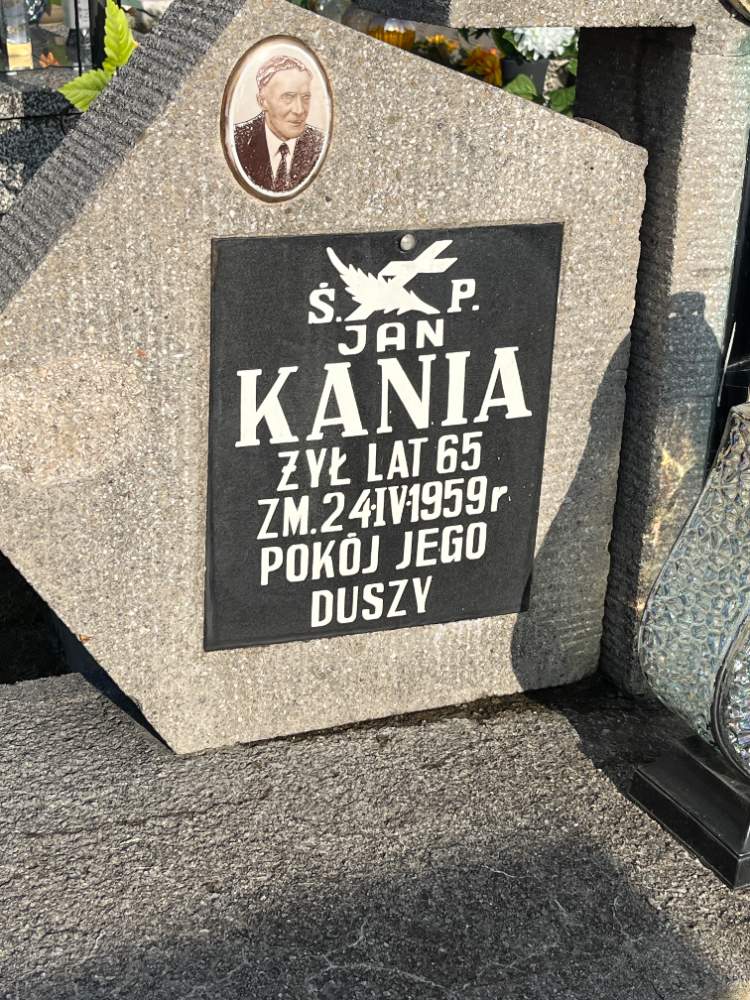 Ś. P.
JAN
KANIA
ŻYŁ LAT 65
ZM. 24·IV·1959 r
POKÓJ JEGO
DUSZY